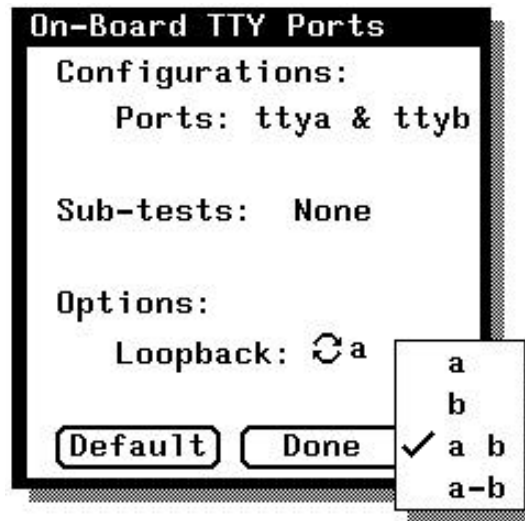 On-Board TTY Ports
Configurations:
Ports: ttya & ttyb
Sub-tests: None
Options:
Loopback: a
Default Done
a
b
a b
a-b